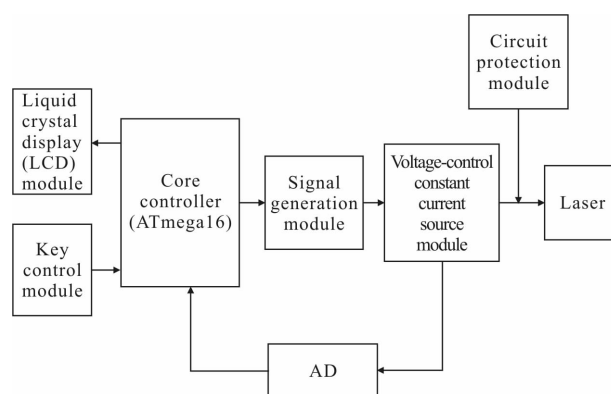 Circuit
protection
module
Liquid
crystal
display
(LCD)
module
Core
controller
(ATmega16)
Signal
generation
module
Voltage-control
constant
current
source
module
Laser
Key
control
module
AD